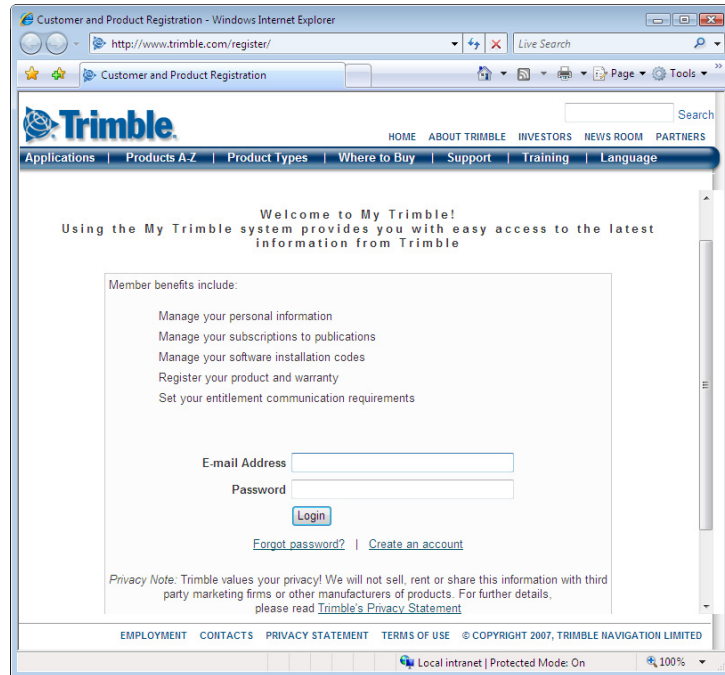 Customer and Product Registration - Windows Internet Explorer
http://www.trimble.com/register/
Live Search
Customer and Product Registration
Page
Tools
Search
Trimble.
HOME ABOUT TRIMBLE INVESTORS NEWS ROOM PARTNERS
Applications | Products A-Z | Product Types | Where to Buy | Support | Training | Language
Welcome to My Trimble!
Using the My Trimble system provides you with easy access to the latest
information from Trimble
Member benefits include:
Manage your personal information
Manage your subscriptions to publications
Manage your software installation codes
Register your product and warranty
Set your entitlement communication requirements
E-mail Address
Password
Login
Forgot password? | Create an account
Privacy Note: Trimble values your privacy! We will not sell, rent or share this information with third
party marketing firms or other manufacturers of products. For further details,
please read Trimble's Privacy Statement
EMPLOYMENT CONTACTS PRIVACY STATEMENT TERMS OF USE © COPYRIGHT 2007, TRIMBLE NAVIGATION LIMITED
Local intranet | Protected Mode: On
100%